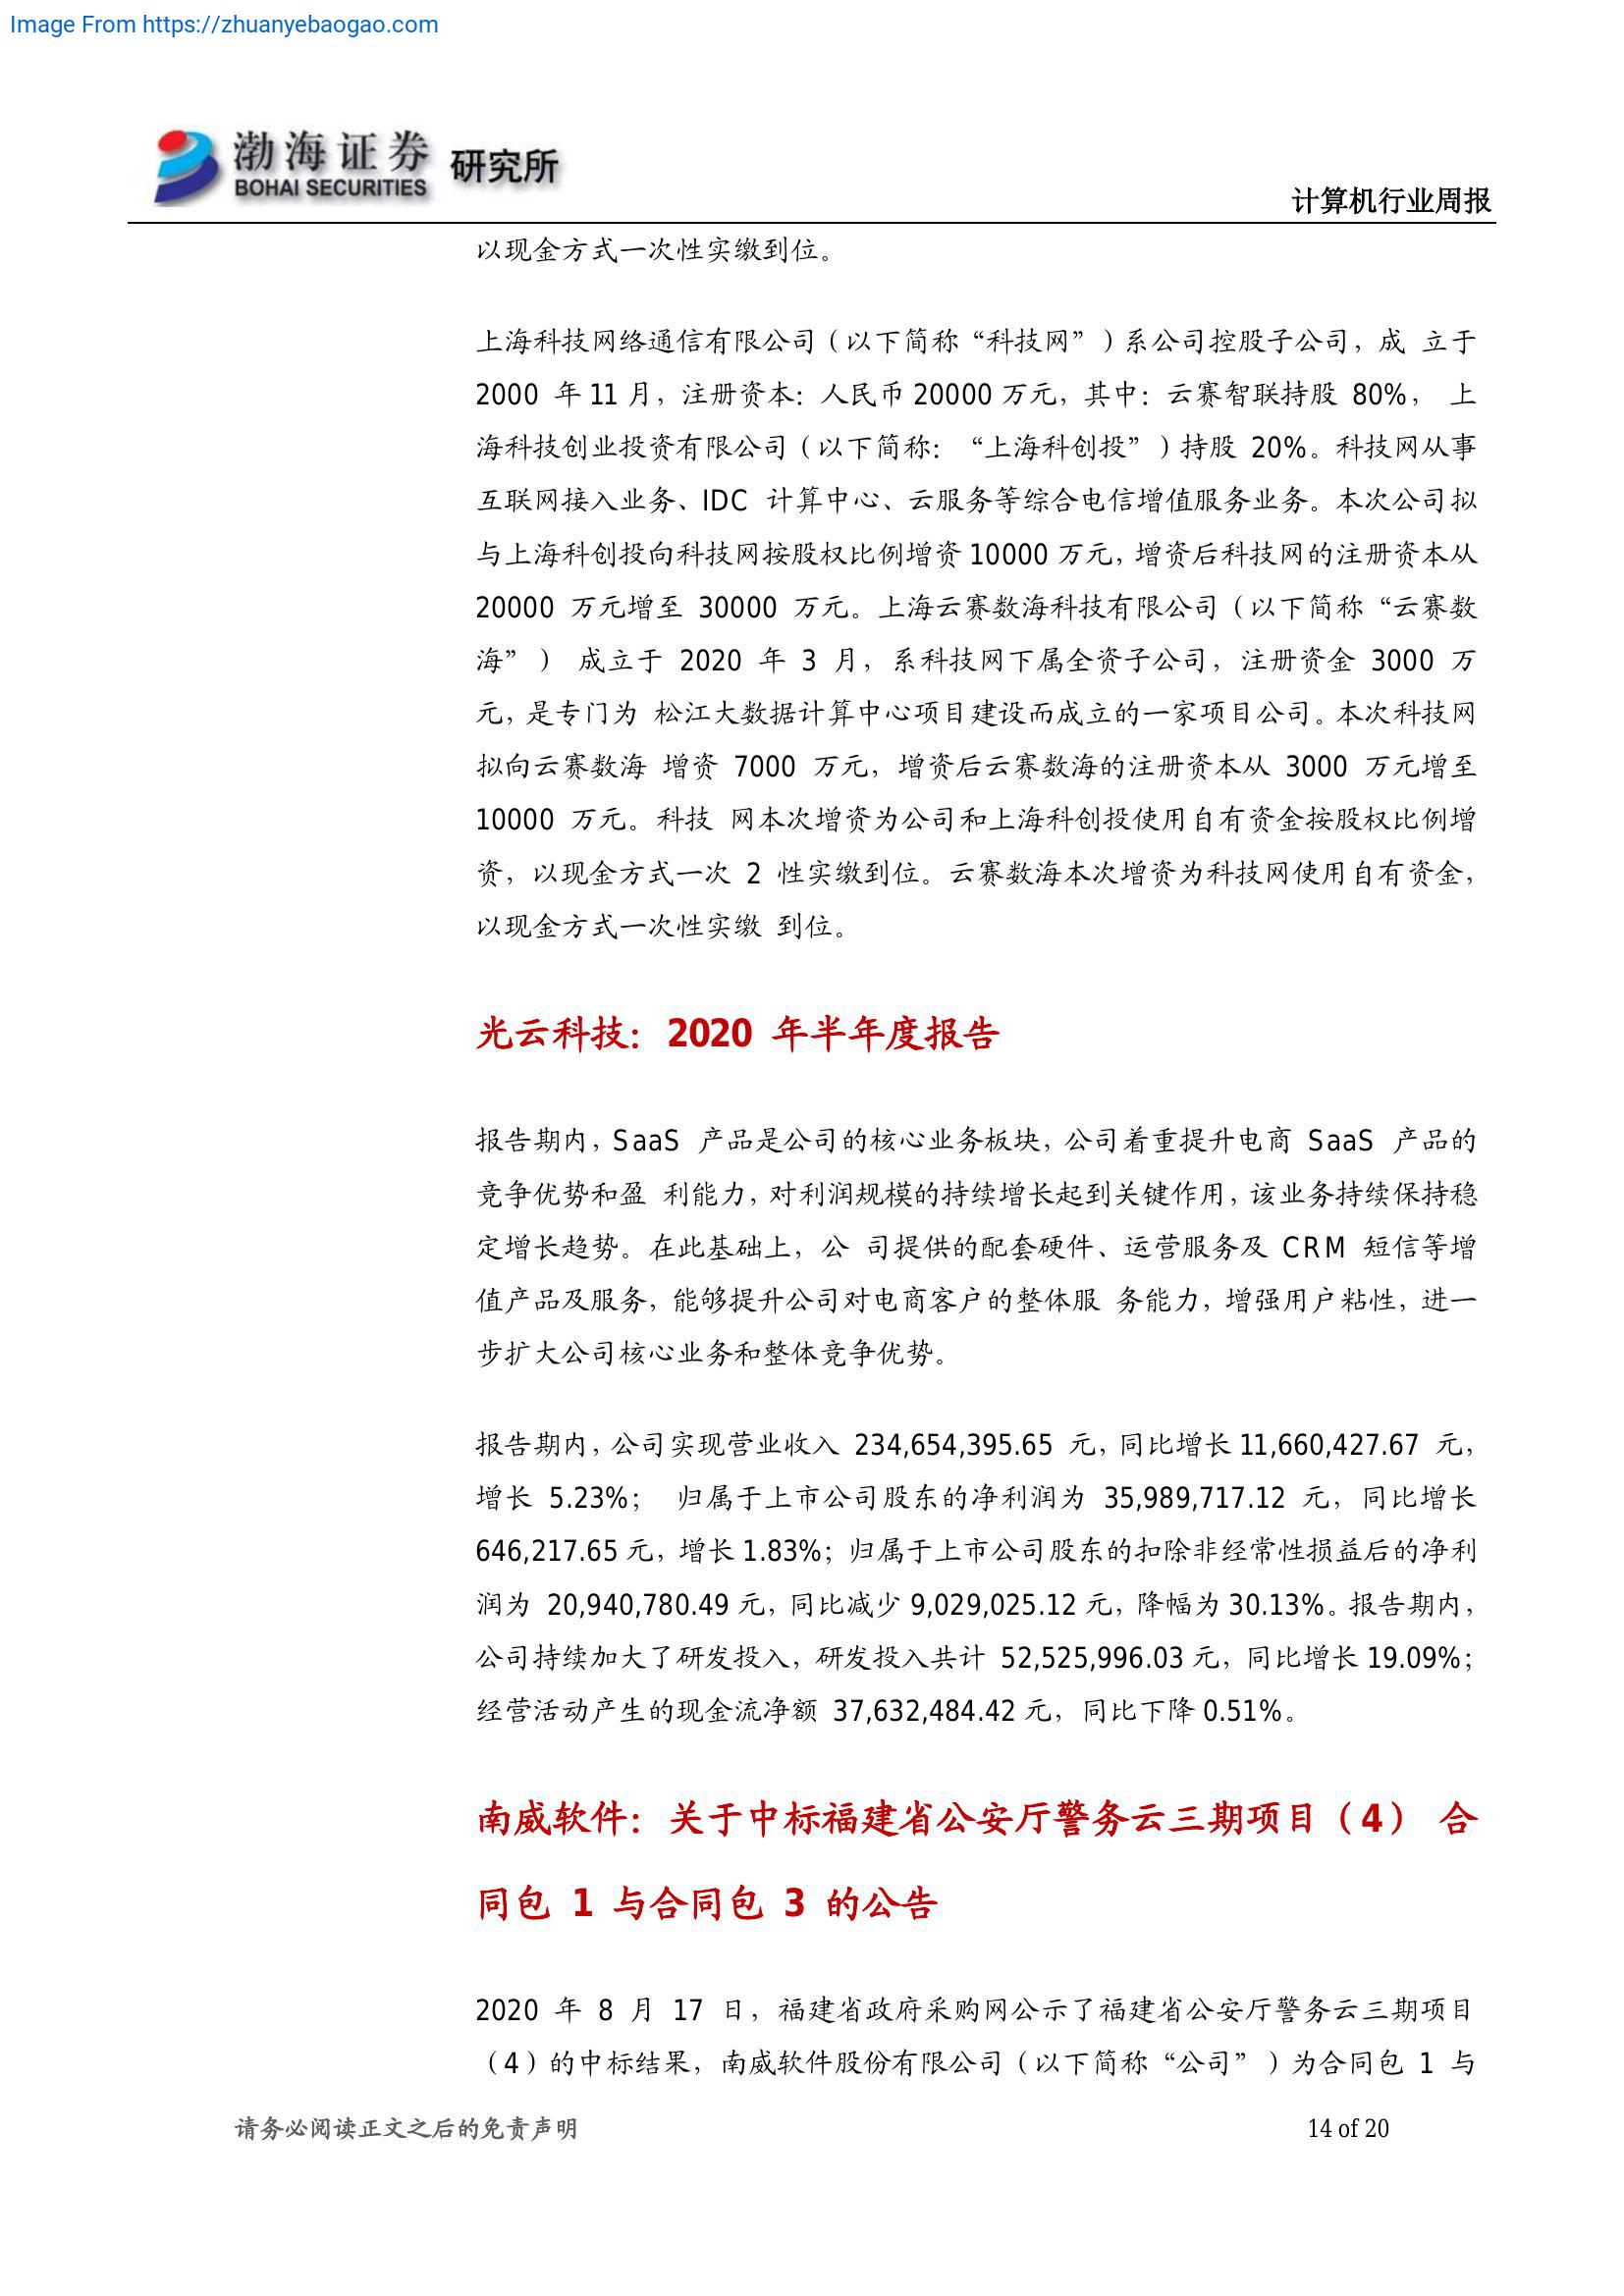 Image From https://zhuanyebaogao.com
渤海证券 研究所
BOHAI SECURITIES
计算机行业周报
以现金方式一次性实缴到位。
上海科技网络通信有限公司（以下简称“科技网”）系公司控股子公司，成 立于
2000 年 11 月，注册资本：人民币 20000 万元，其中：云赛智联持股 80%， 上
海科技创业投资有限公司（以下简称：“上海科创投”）持股 20%。科技网从事
互联网接入业务、IDC 计算中心、云服务等综合电信增值服务业务。本次公司拟
与上海科创投向科技网按股权比例增资 10000 万元，增资后科技网的注册资本从
20000 万元增至 30000 万元。上海云赛数海科技有限公司（以下简称“云赛数
海”） 成立于 2020 年 3 月，系科技网下属全资子公司，注册资金 3000 万
元，是专门为 松江大数据计算中心项目建设而成立的一家项目公司。本次科技网
拟向云赛数海 增资 7000 万元，增资后云赛数海的注册资本从 3000 万元增至
10000 万元。科技 网本次增资为公司和上海科创投使用自有资金按股权比例增
资，以现金方式一次 2 性实缴到位。云赛数海本次增资为科技网使用自有资金，
以现金方式一次性实缴 到位。
光云科技：2020 年半年度报告
报告期内，SaaS 产品是公司的核心业务板块，公司着重提升电商 SaaS 产品的
竞争优势和盈 利能力，对利润规模的持续增长起到关键作用，该业务持续保持稳
定增长趋势。在此基础上，公 司提供的配套硬件、运营服务及 CRM 短信等增
值产品及服务，能够提升公司对电商客户的整体服 务能力，增强用户粘性，进一
步扩大公司核心业务和整体竞争优势。
报告期内，公司实现营业收入 234,654,395.65 元，同比增长 11,660,427.67 元，
增长 5.23%； 归属于上市公司股东的净利润为 35,989,717.12 元，同比增长
646,217.65 元，增长 1.83%；归属于上市公司股东的扣除非经常性损益后的净利
润为 20,940,780.49 元，同比减少 9,029,025.12 元，降幅为 30.13%。报告期内，
公司持续加大了研发投入，研发投入共计 52,525,996.03 元，同比增长 19.09%；
经营活动产生的现金流净额 37,632,484.42 元，同比下降 0.51%。
南威软件：关于中标福建省公安厅警务云三期项目（4） 合
同包 1 与合同包 3 的公告
2020 年 8 月 17 日，福建省政府采购网公示了福建省公安厅警务云三期项目
（4）的中标结果，南威软件股份有限公司（以下简称“公司”）为合同包 1 与
请务必阅读正文之后的免责声明
14 of 20